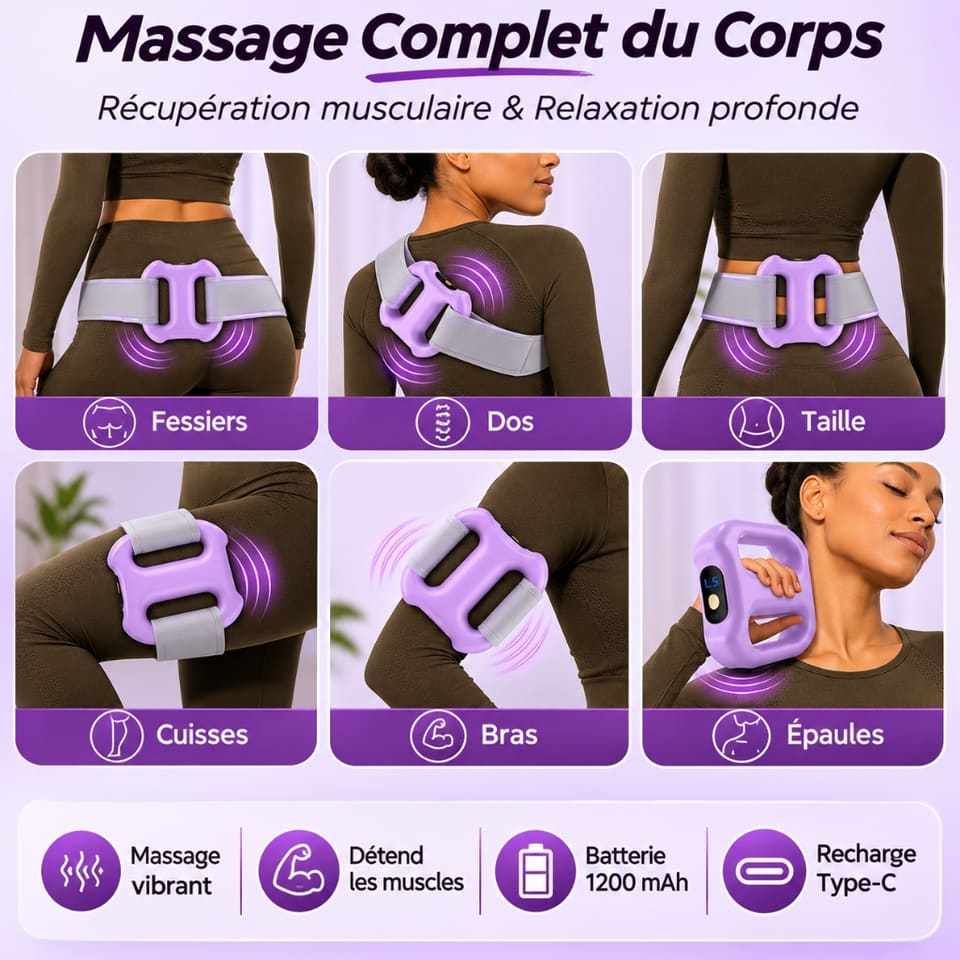 Massage Complet du Corps
Récupération musculaire & Relaxation profonde
Fessiers
Dos
Taille
Cuisses
Bras
L5
Épaules
Massage
vibrant
Détend
les muscles
Batterie
1200 mAh
Recharge
Type-C